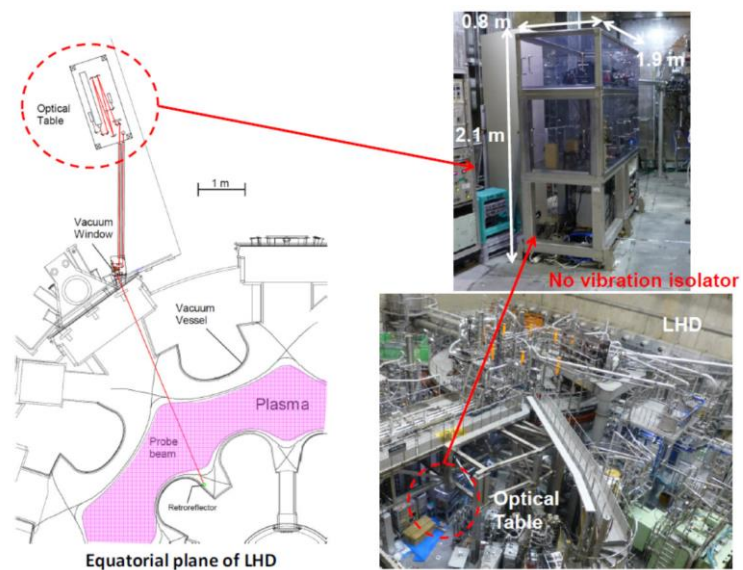 Optical
Table
1 m
Vacuum
Window
Vacuum
Vessel
Plasma
Probe
beam
Retroreflector
Equatorial plane of LHD
0.8 m
1.9 m
2.1 m
No vibration isolator
LHD
Optical
Table